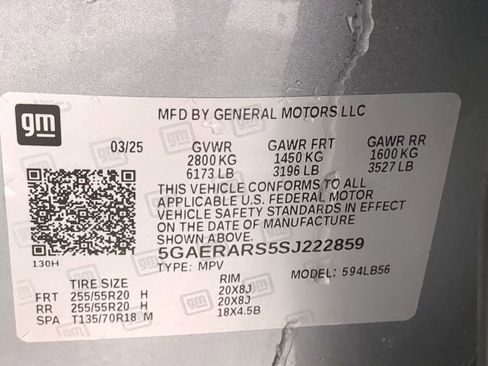 gm
MFD BY GENERAL MOTORS LLC
03/25 GVWR GAWR FRT GAWR RR
2800 KG 1450 KG 1600 KG
6173 LB 3196 LB 3527 LB
THIS VEHICLE CONFORMS TO ALL
APPLICABLE U.S. FEDERAL MOTOR
VEHICLE SAFETY STANDARDS IN EFFECT
ON THE DATE OF MANUFACTURE
130H
5GAERARS5SJ222859
TYPE: MPV MODEL: 594LB56
TIRE SIZE RIM
FRT 255/55R20 H 20X8J
RR 255/55R20 H 20X8J
SPA T135/70R18 M 18X4.5B